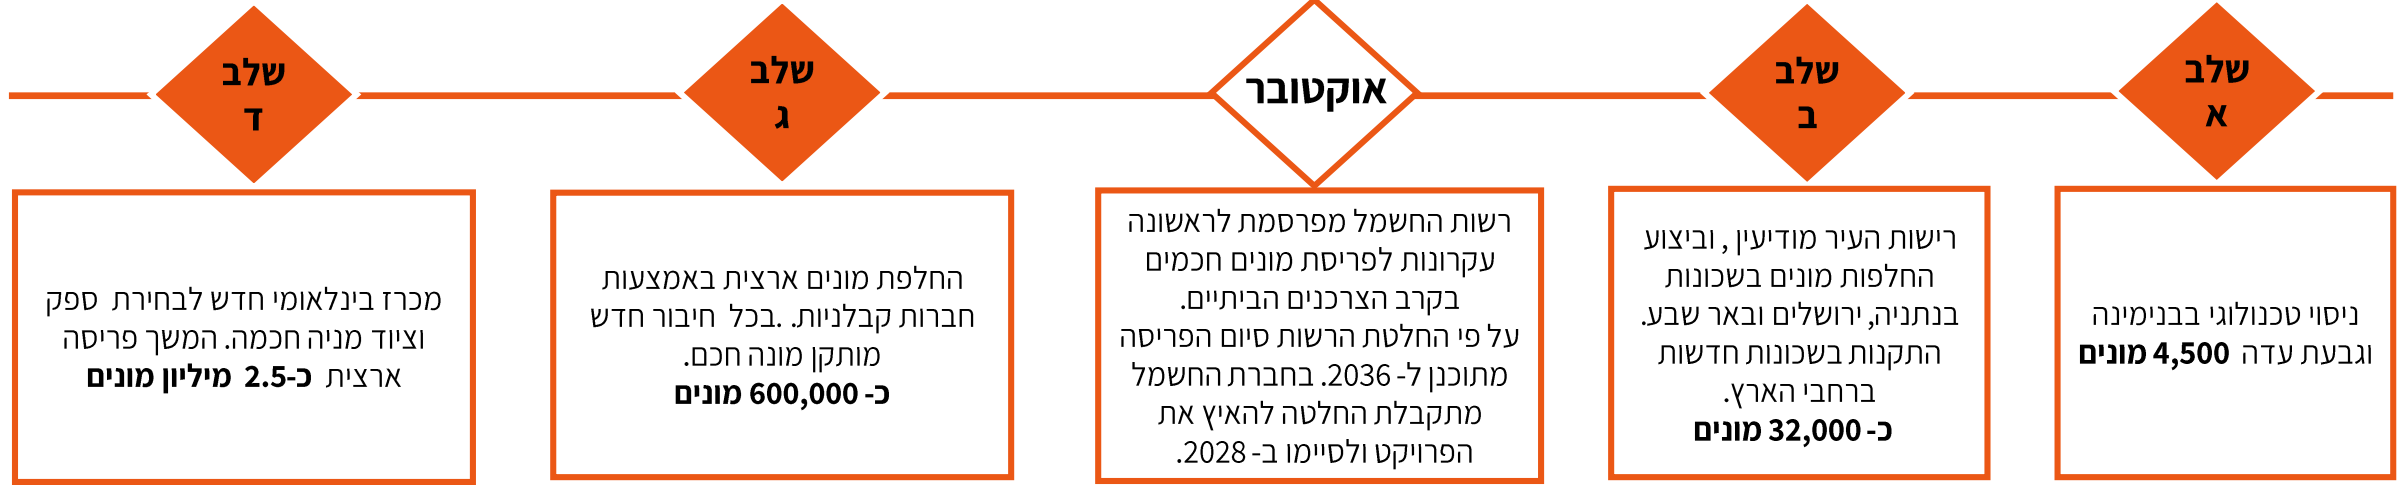 שלב
א
ניסוי טכנולוגי בבנימינה
וגבעת עדה 4,500 מונים
שלב
ב
רישות העיר מודיעין , וביצוע
החלפות מונים בשכונות
בנתניה, ירושלים ובאר שבע.
התקנות בשכונות חדשות
ברחבי הארץ.
כ- 32,000 מונים
אוקטובר
רשות החשמל מפרסמת לראשונה
עקרונות לפריסת מונים חכמים
בקרב הצרכנים הביתיים.
על פי החלטת הרשות סיום הפריסה
מתוכנן ל- 2036. בחברת החשמל
מתקבלת החלטה להאיץ את
הפרויקט ולסיימו ב- 2028.
שלב
ג
החלפת מונים ארצית באמצעות
חברות קבלניות. .בכל חיבור חדש
מותקן מונה חכם.
כ- 600,000 מונים
שלב
ד
מכרז בינלאומי חדש לבחירת ספק
וציוד מניה חכמה. המשך פריסה
ארצית כ-2.5 מיליון מונים